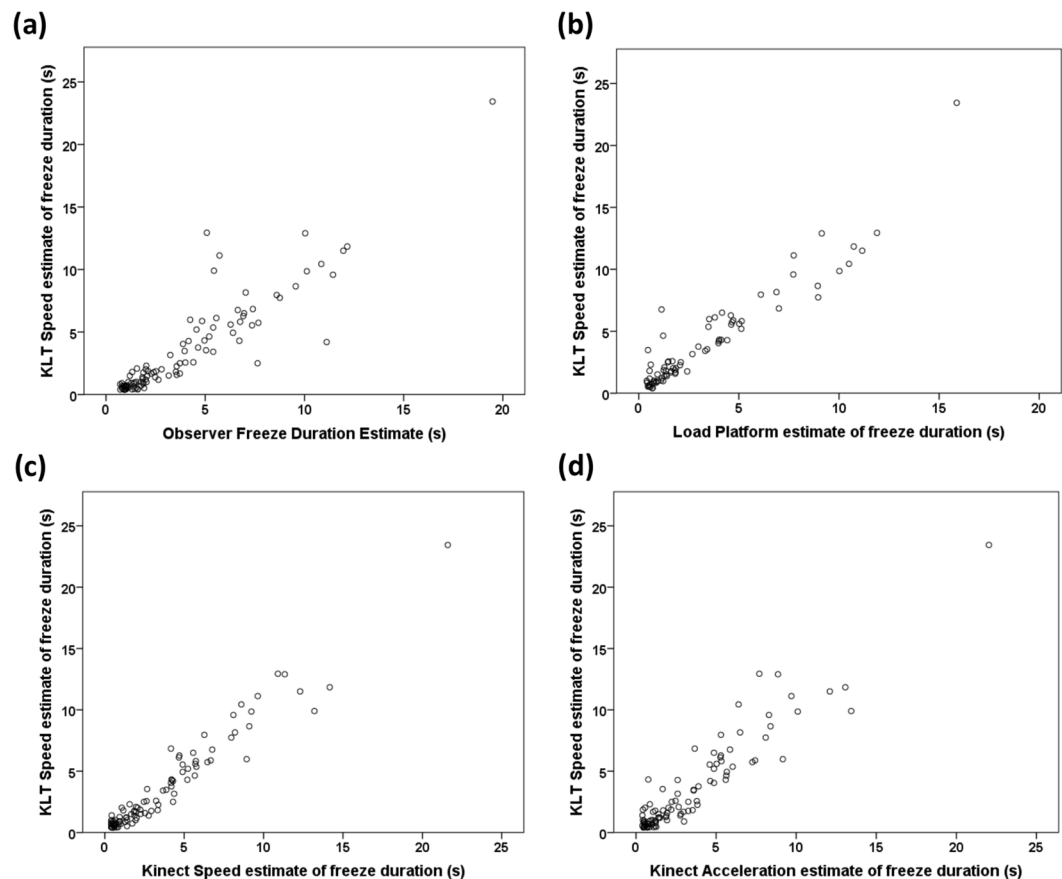 (a)
KLT Speed estimate of freeze duration (s)
25
20
15
10
5
0
0 5 10 15 20
Observer Freeze Duration Estimate (s)
(b)
KLT Speed estimate of freeze duration (s)
25
20
15
10
5
0
0 5 10 15 20
Load Platform estimate of freeze duration (s)
(c)
KLT Speed estimate of freeze duration (s)
25
20
15
10
5
0
0 5 10 15 20 25
Kinect Speed estimate of freeze duration (s)
(d)
KLT Speed estimate of freeze duration (s)
25
20
15
10
5
0
0 5 10 15 20 25
Kinect Acceleration estimate of freeze duration (s)